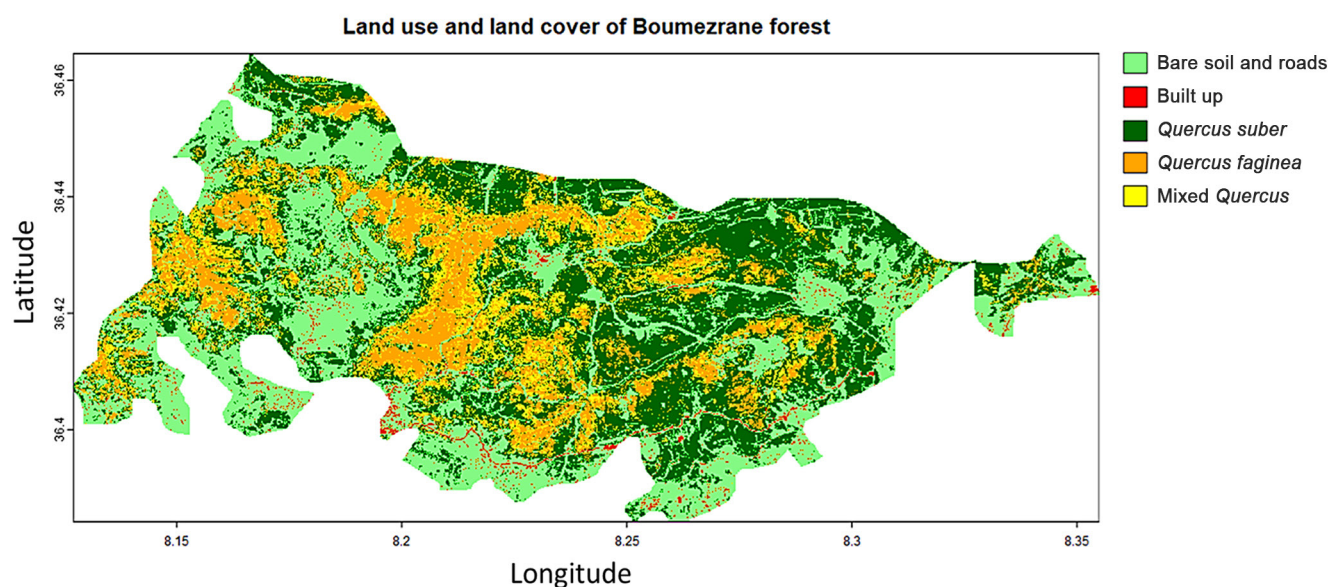 Land use and land cover of Boumezrane forest
36.46
36.44
36.42
36.4
Latitude
8.15
8.2
8.25
8.3
8.35
Longitude
Bare soil and roads
Built up
Quercus suber
Quercus faginea
Mixed Quercus